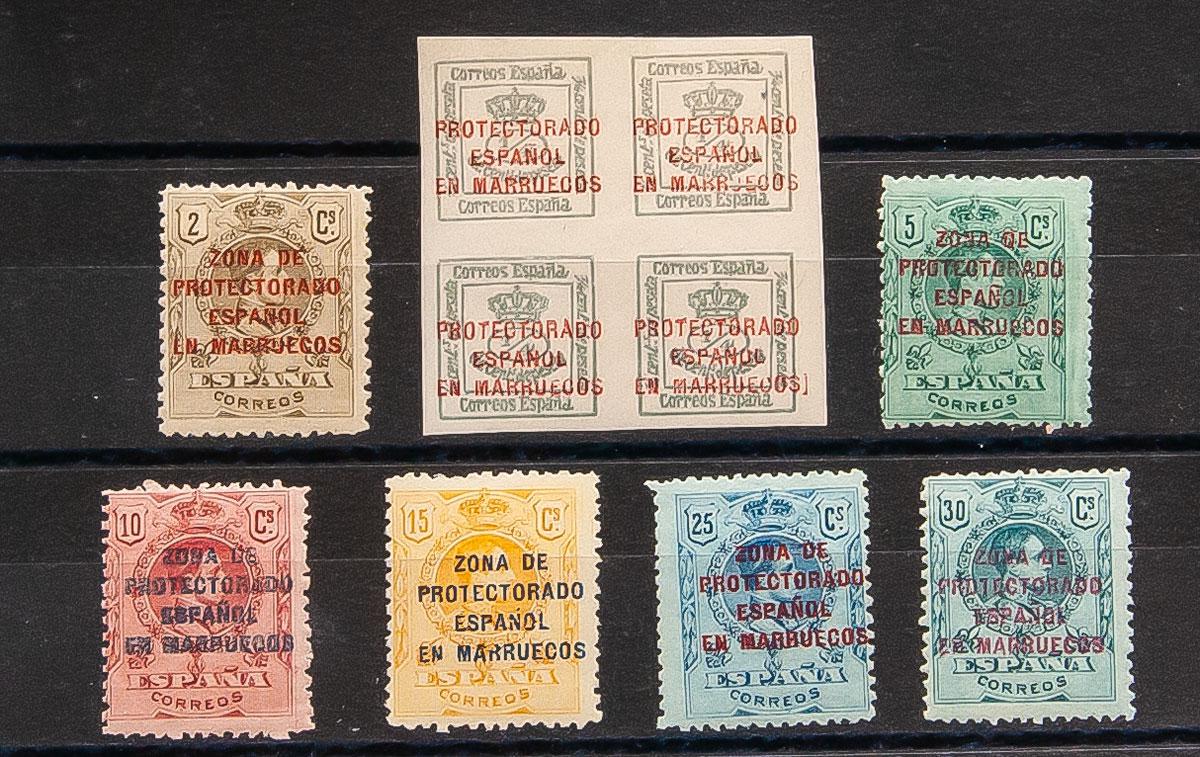 CORREOS ESPAÑA
PROTECTORADO
ESPAÑOL
EN MARRUECOS
CORREOS ESPAÑA
CORREOS ESPAÑA
PROTECTORADO
ESPAÑOL
EN MARRUECOS
CORREOS ESPAÑA
2 Cs.
ZONA DE
PROTECTORADO
ESPAÑOL
EN MARRUECOS
ESPAÑA
CORREOS
CORREOS ESPAÑA
PROTECTORADO
ESPAÑOL
EN MARRUECOS
CORREOS ESPAÑA
CORREOS ESPAÑA
PROTECTORADO
ESPAÑOL
EN MARRUECOS
CORREOS ESPAÑA
5 Cs.
ZONA DE
PROTECTORADO
ESPAÑOL
EN MARRUECOS
ESPAÑA
CORREOS
10 Cs.
ZONA DE
PROTECTORADO
ESPAÑOL
EN MARRUECOS
ESPAÑA
CORREOS
15 Cs.
ZONA DE
PROTECTORADO
ESPAÑOL
EN MARRUECOS
ESPAÑA
CORREOS
25 Cs.
ZONA DE
PROTECTORADO
ESPAÑOL
EN MARRUECOS
ESPAÑA
CORREOS
30 Cs.
ZONA DE
PROTECTORADO
ESPAÑOL
EN MARRUECOS
ESPAÑA
CORREOS